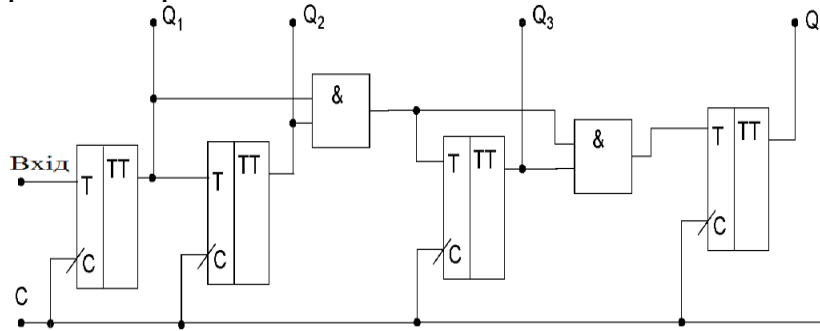 Q1 Q2 Q3 Q
&
&
Вхід T TT T TT T TT T TT
C C C C
C